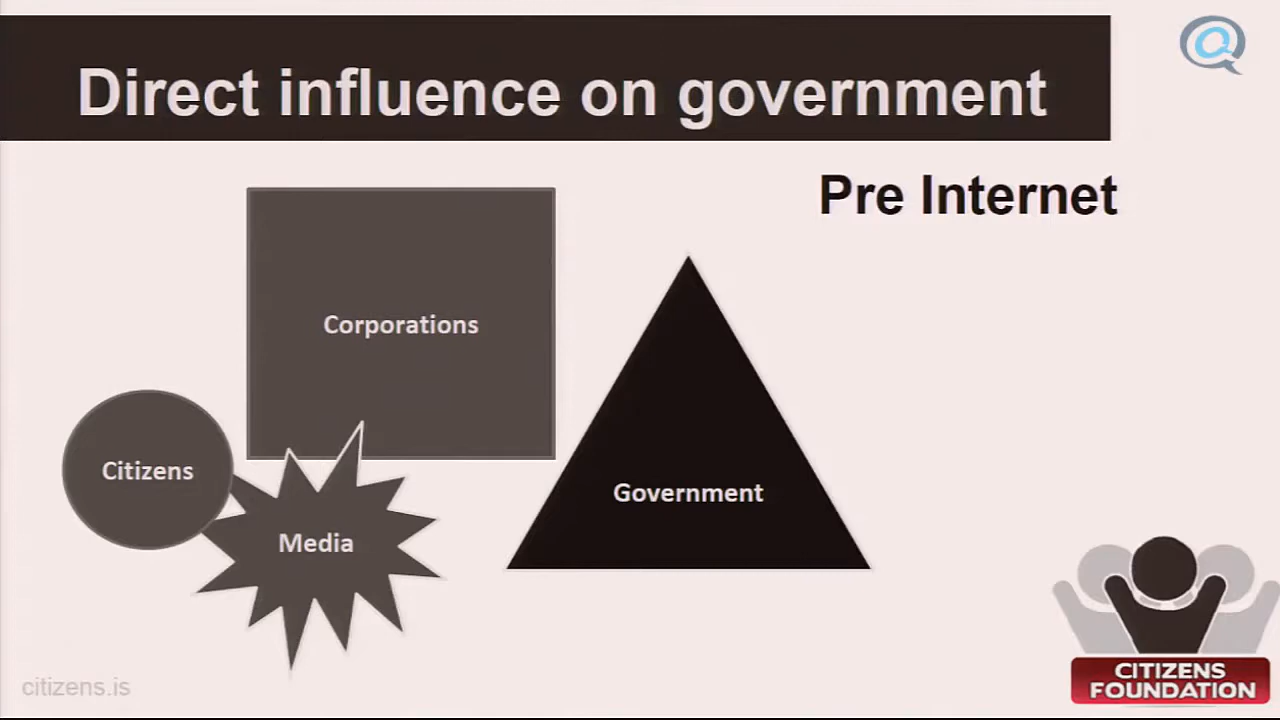 Direct influence on government
Pre Internet
Corporations
Citizens
Government
Media
citizens.is
CITIZENS
FOUNDATION